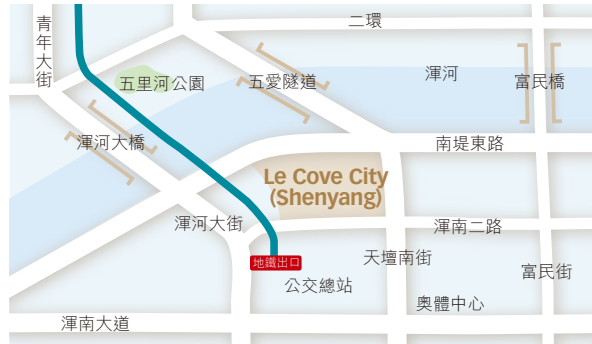 二環
青年大街
五里河公園
五愛隧道
渾河
富民橋
渾河大橋
南堤東路
Le Cove City
(Shenyang)
渾河大街
渾南二路
天壇南街
地鐵出口
富民街
公交總站
奧體中心
渾南大道